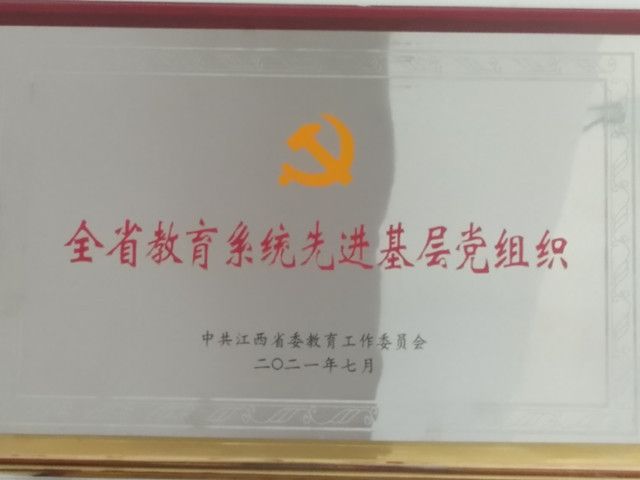 全省教育系统先进基层党组织
中共江西省委教育工作委员会
二〇二一年七月